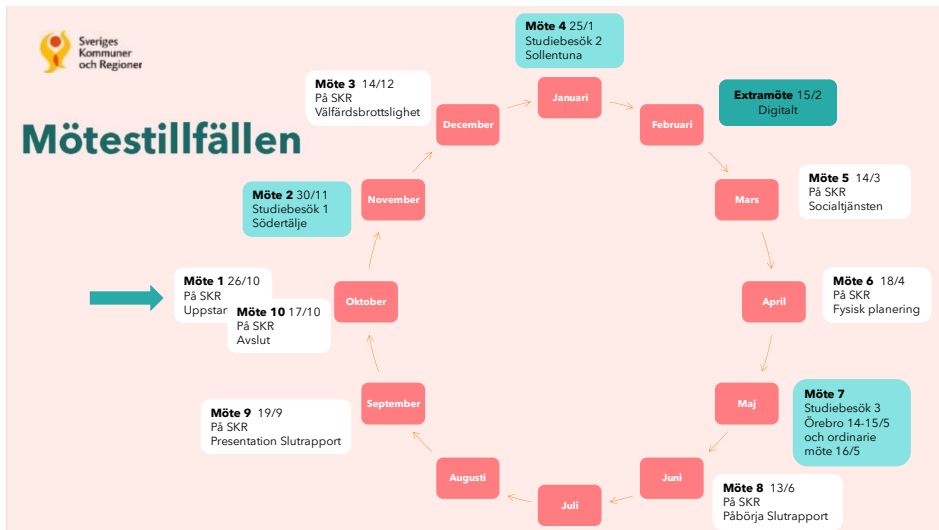 Sveriges
Kommuner
och Regioner
Mötestillfällen
Möte 4 25/1
Studiebesök 2
Sollentuna
Januari
Extramöte 15/2
Digitalt
Februari
Möte 5 14/3
På SKR
Socialtjänsten
Mars
Möte 6 18/4
På SKR
Fysisk planering
April
Möte 7
Studiebesök 3
Örebro 14-15/5
och ordinarie
möte 16/5
Maj
Möte 8 13/6
På SKR
Påbörja Slutrapport
Juni
Juli
Augusti
Möte 9 19/9
På SKR
Presentation Slutrapport
September
Möte 1 26/10
På SKR
Möte 10 17/10
På SKR
Avslut
Oktober
Möte 2 30/11
Studiebesök 1
Södertälje
November
Möte 3 14/12
På SKR
Välfärdsbrottslighet
December